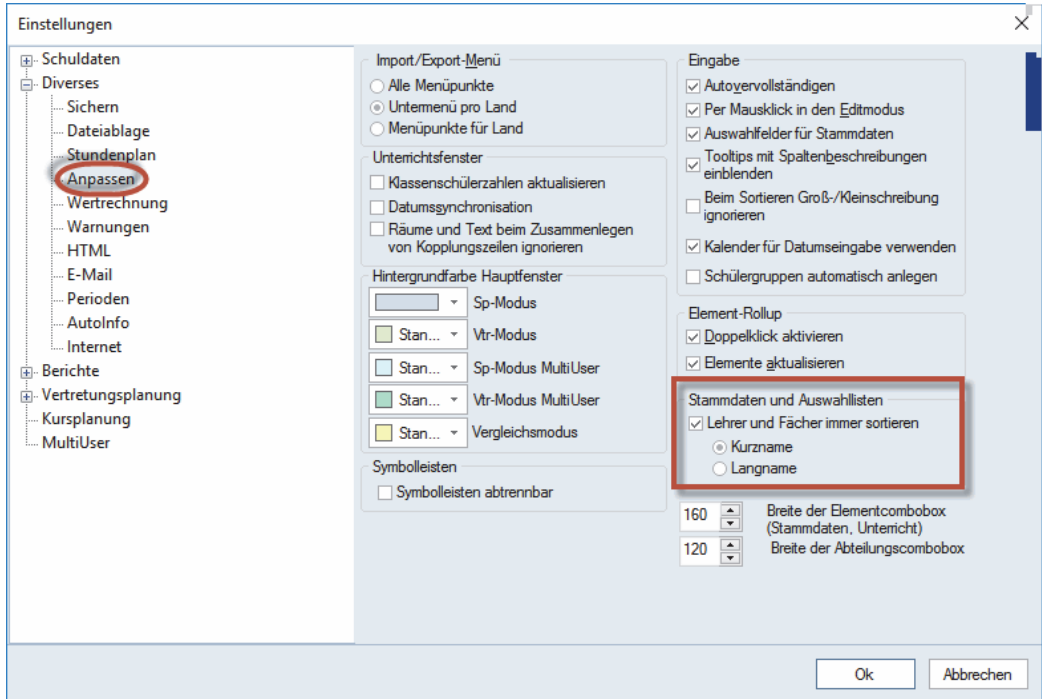 Einstellungen
Schuldaten
Diverses
Sichern
Dateiablage
Stundenplan
Anpassen
Wertrechnung
Warnungen
HTML
E-Mail
Perioden
AutoInfo
Internet
Berichte
Vertretungsplanung
Kursplanung
MultiUser
Import/Export-Menü
Alle Menüpunkte
Untermenü pro Land
Menüpunkte für Land
Unterrichtsfenster
Klassenschülerzahlen aktualisieren
Datumssynchronisation
Räume und Text beim Zusammenlegen
von Kopplungszeilen ignorieren
Hintergrundfarbe Hauptfenster
Sp-Modus
Stan... Vtr-Modus
Stan... Sp-Modus MultiUser
Stan... Vtr-Modus MultiUser
Stan... Vergleichsmodus
Symbolleisten
Symbolleisten abtrennbar
Eingabe
Autovervollständigen
Per Mausklick in den Editmodus
Auswahlfelder für Stammdaten
Tooltips mit Spaltenbeschreibungen
einblenden
Beim Sortieren Groß-/Kleinschreibung
ignorieren
Kalender für Datumseingabe verwenden
Schülergruppen automatisch anlegen
Element-Rollup
Doppelklick aktivieren
Elemente aktualisieren
Stammdaten und Auswahllisten
Lehrer und Fächer immer sortieren
Kurzname
Langname
160 Breite der Elementcombobox
(Stammdaten, Unterricht)
120 Breite der Abteilungscombobox
Ok Abbrechen